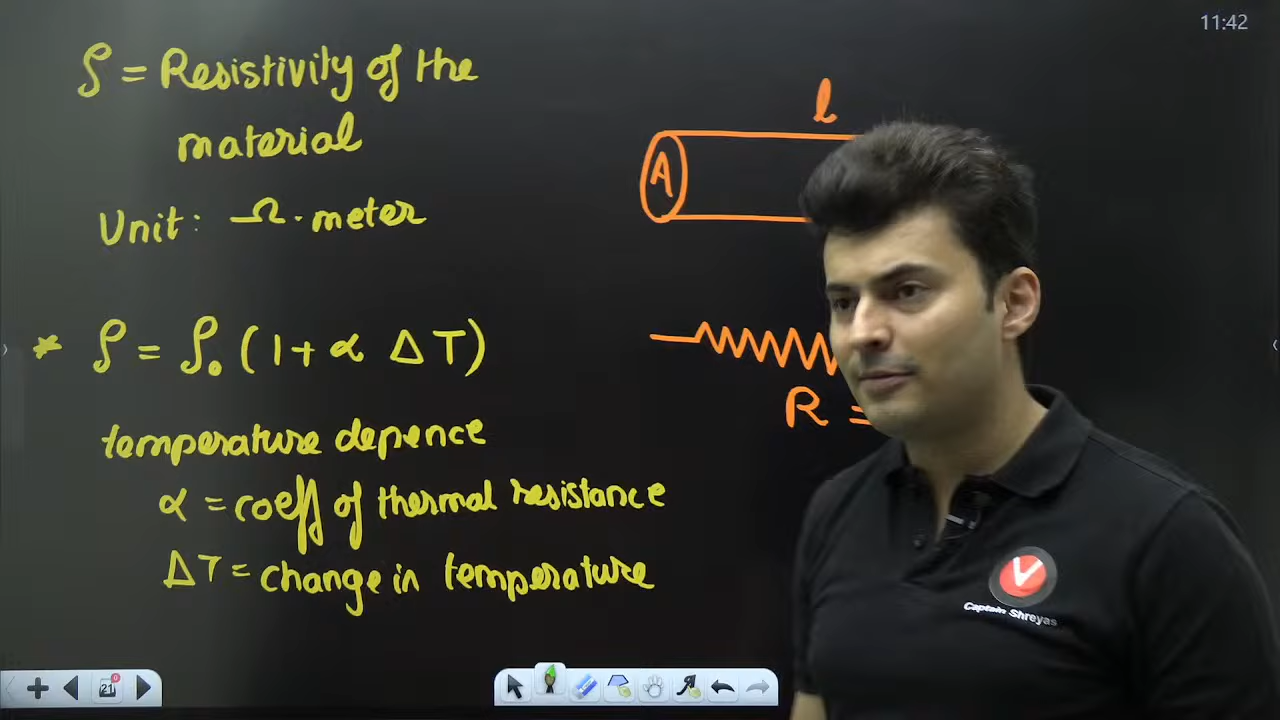 11:42
ρ = Resistivity of the
material
Unit: Ω·meter
* ρ = ρ₀ (1 + α ΔT)
temperature depence
α = coeff of thermal resistance
ΔT = change in temperature
l
A
R =
V
Captain Shreyas
21
9